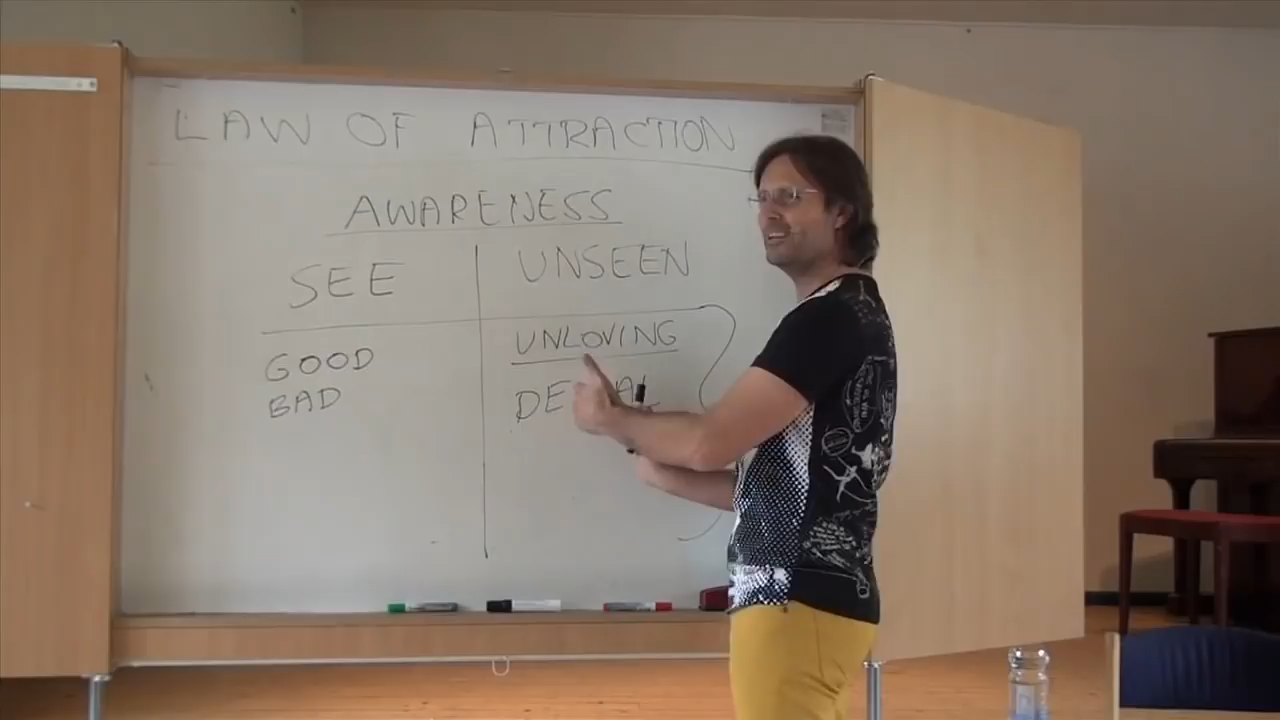 LAW OF ATTRACTION
AWARENESS
SEE UNSEEN
GOOD UNLOVING
BAD